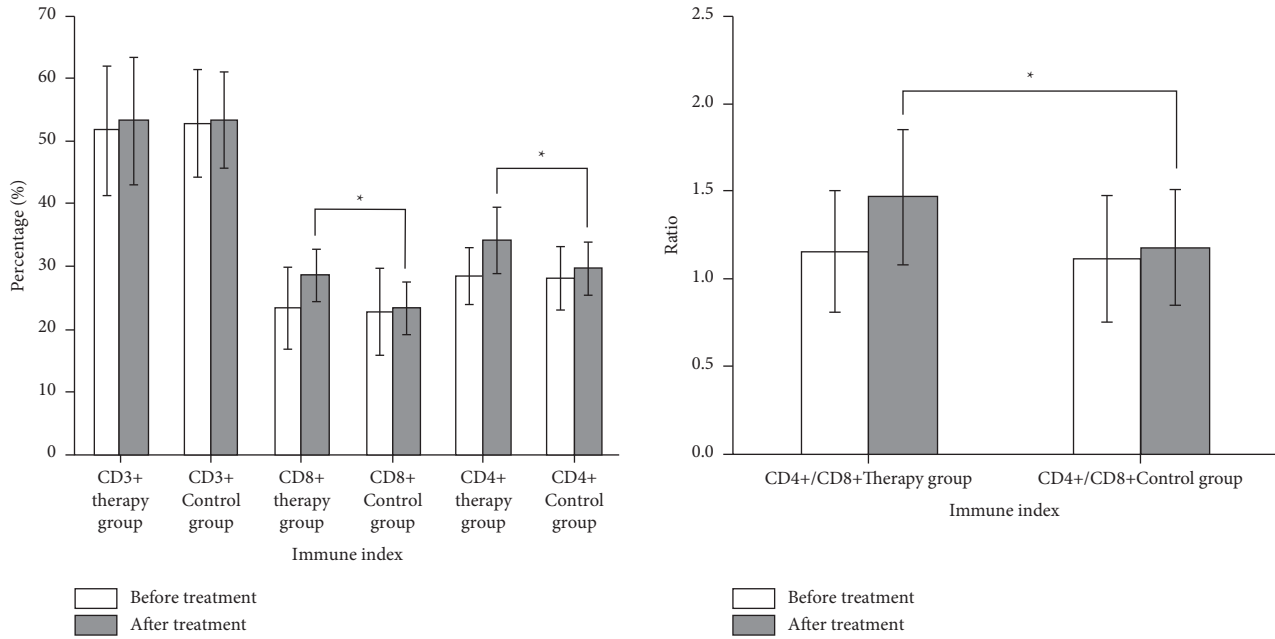 70
60
50
40
30
20
10
0
Percentage (%)
*
*
CD3+
therapy
group
CD3+
Control
group
CD8+
therapy
group
CD8+
Control
group
CD4+
therapy
group
CD4+
Control
group
Immune index
Before treatment
After treatment
2.5
2.0
1.5
1.0
0.5
0.0
Ratio
*
CD4+/CD8+Therapy group
CD4+/CD8+Control group
Immune index
Before treatment
After treatment